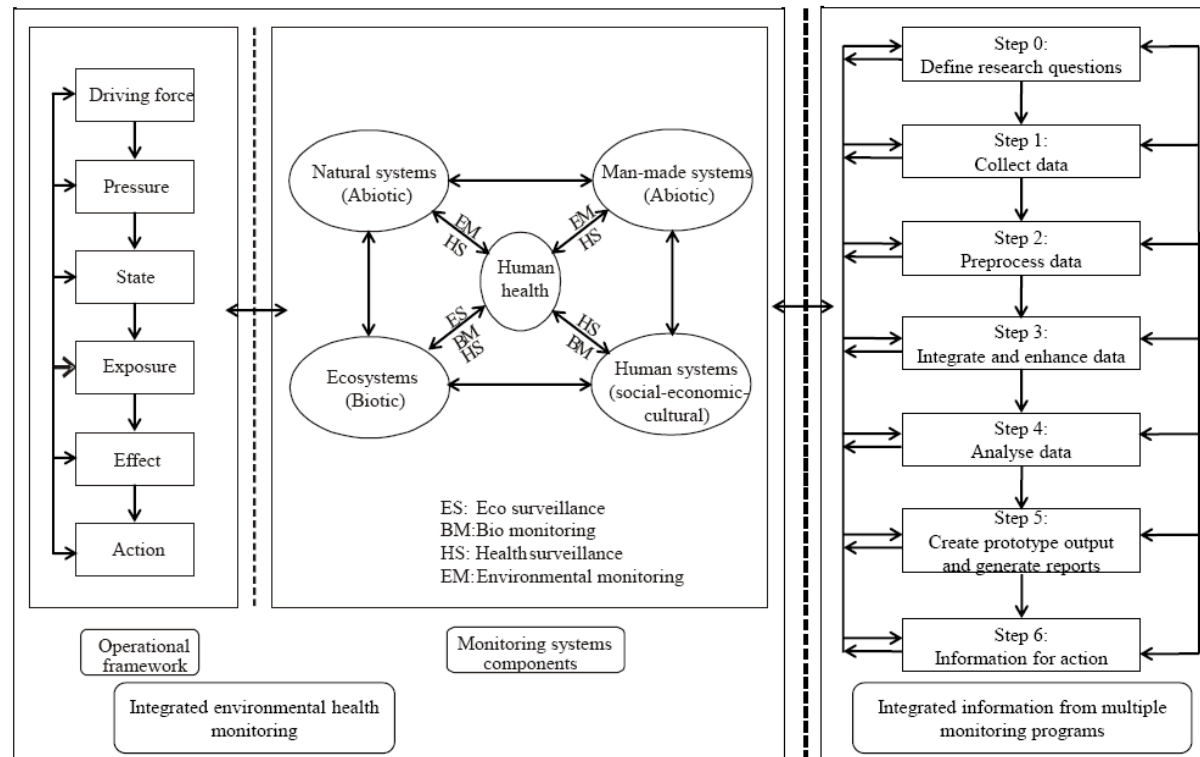 Driving force
Pressure
State
Exposure
Effect
Action
Operational
framework
Natural systems
(Abiotic)
Man-made systems
(Abiotic)
EM
HS
EM
HS
Human
health
ES
BM
HS
HS
BM
Ecosystems
(Biotic)
Human systems
(social-economic-
cultural)
ES: Eco surveillance
BM:Bio monitoring
HS: Health surveillance
EM:Environmental monitoring
Monitoring systems
components
Integrated environmental health
monitoring
Step 0:
Define research questions
Step 1:
Collect data
Step 2:
Preprocess data
Step 3:
Integrate and enhance data
Step 4:
Analyse data
Step 5:
Create prototype output
and generate reports
Step 6:
Information for action
Integrated information from multiple
monitoring programs